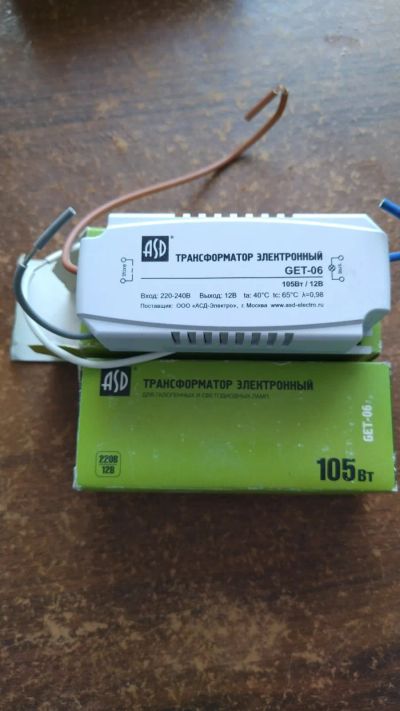 ASD®
ТРАНСФОРМАТОР ЭЛЕКТРОННЫЙ
GET-06
105Вт / 12В
Вход: 220-240В Выход: 12В ta: 40°C tc: 65°C λ=0,98
Поставщик: ООО «АСД-Электро», г. Москва www.asd-electro.ru
ASD®
ТРАНСФОРМАТОР ЭЛЕКТРОННЫЙ
ДЛЯ ГАЛОГЕННЫХ И СВЕТОДИОДНЫХ ЛАМП
GET-06
220В
12В
105Вт